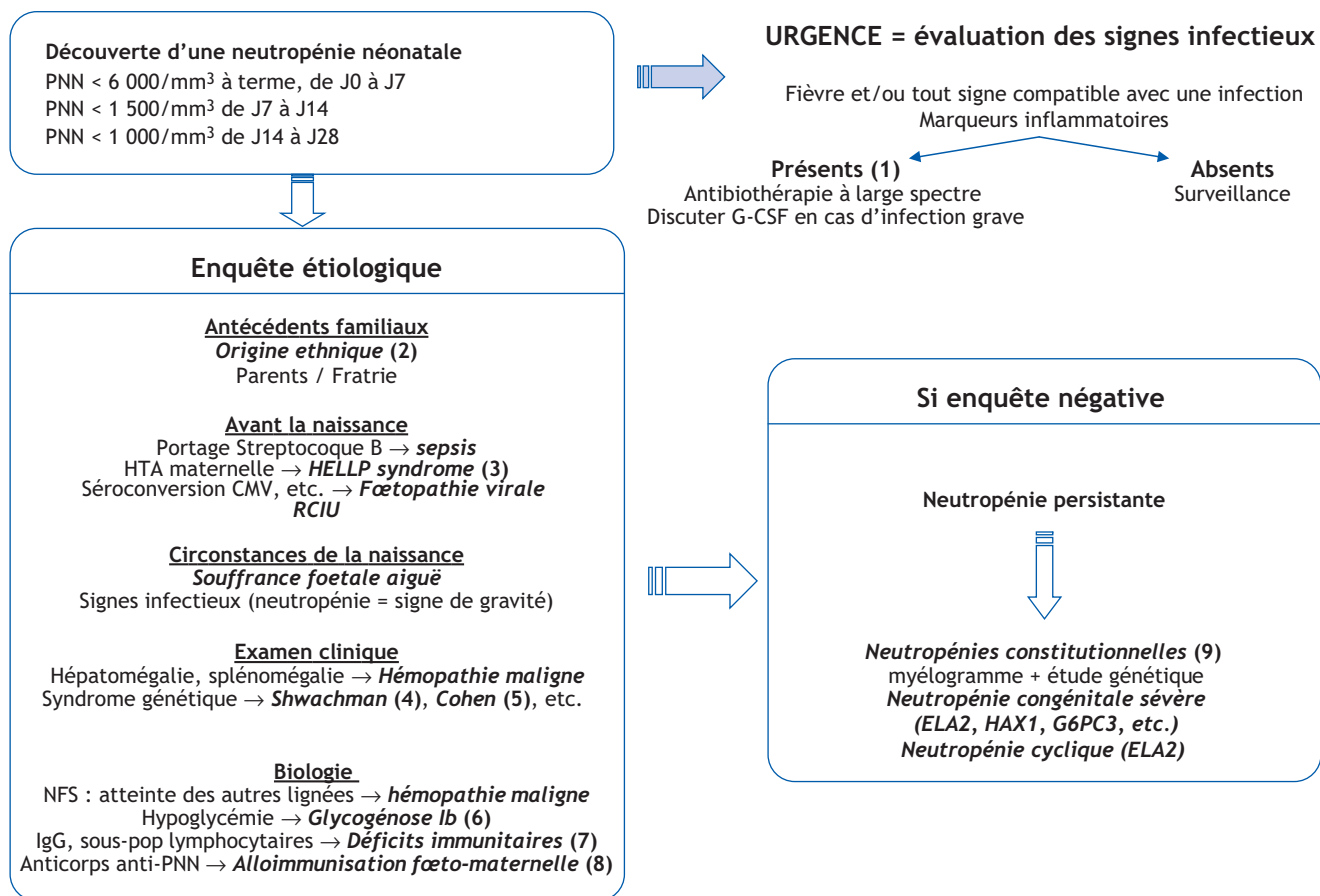 Découverte d'une neutropénie néonatale
PNN < 6 000/mm³ à terme, de J0 à J7
PNN < 1 500/mm³ de J7 à J14
PNN < 1 000/mm³ de J14 à J28
URGENCE = évaluation des signes infectieux
Fièvre et/ou tout signe compatible avec une infection
Marqueurs inflammatoires
Présents (1)
Antibiothérapie à large spectre
Discuter G-CSF en cas d'infection grave
Absents
Surveillance
Enquête étiologique
Antécédents familiaux
Origine ethnique (2)
Parents / Fratrie
Avant la naissance
Portage Streptocoque B → sepsis
HTA maternelle → HELLP syndrome (3)
Séroconversion CMV, etc. → Fœtopathie virale
RCIU
Circonstances de la naissance
Souffrance foetale aiguë
Signes infectieux (neutropénie = signe de gravité)
Examen clinique
Hépatomégalie, splénomégalie → Hémopathie maligne
Syndrome génétique → Shwachman (4), Cohen (5), etc.
Biologie
NFS : atteinte des autres lignées → hémopathie maligne
Hypoglycémie → Glycogénose Ib (6)
IgG, sous-pop lymphocytaires → Déficits immunitaires (7)
Anticorps anti-PNN → Alloimmunisation fœto-maternelle (8)
Si enquête négative
Neutropénie persistante
Neutropénies constitutionnelles (9)
myélogramme + étude génétique
Neutropénie congénitale sévère
(ELA2, HAX1, G6PC3, etc.)
Neutropénie cyclique (ELA2)